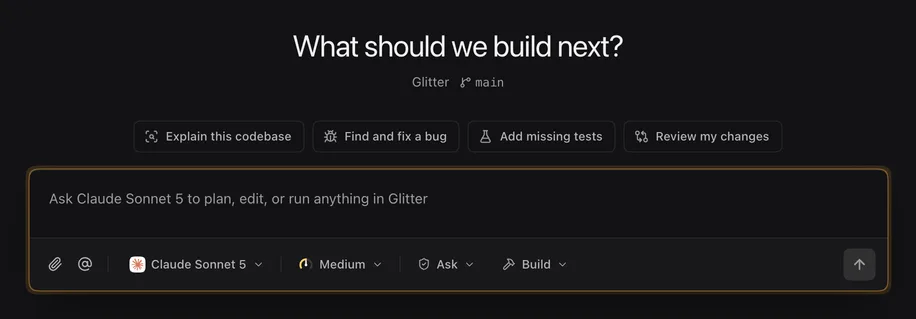 What should we build next?
Glitter main
Explain this codebase Find and fix a bug Add missing tests Review my changes
Ask Claude Sonnet 5 to plan, edit, or run anything in Glitter
@ Claude Sonnet 5 Medium Ask Build